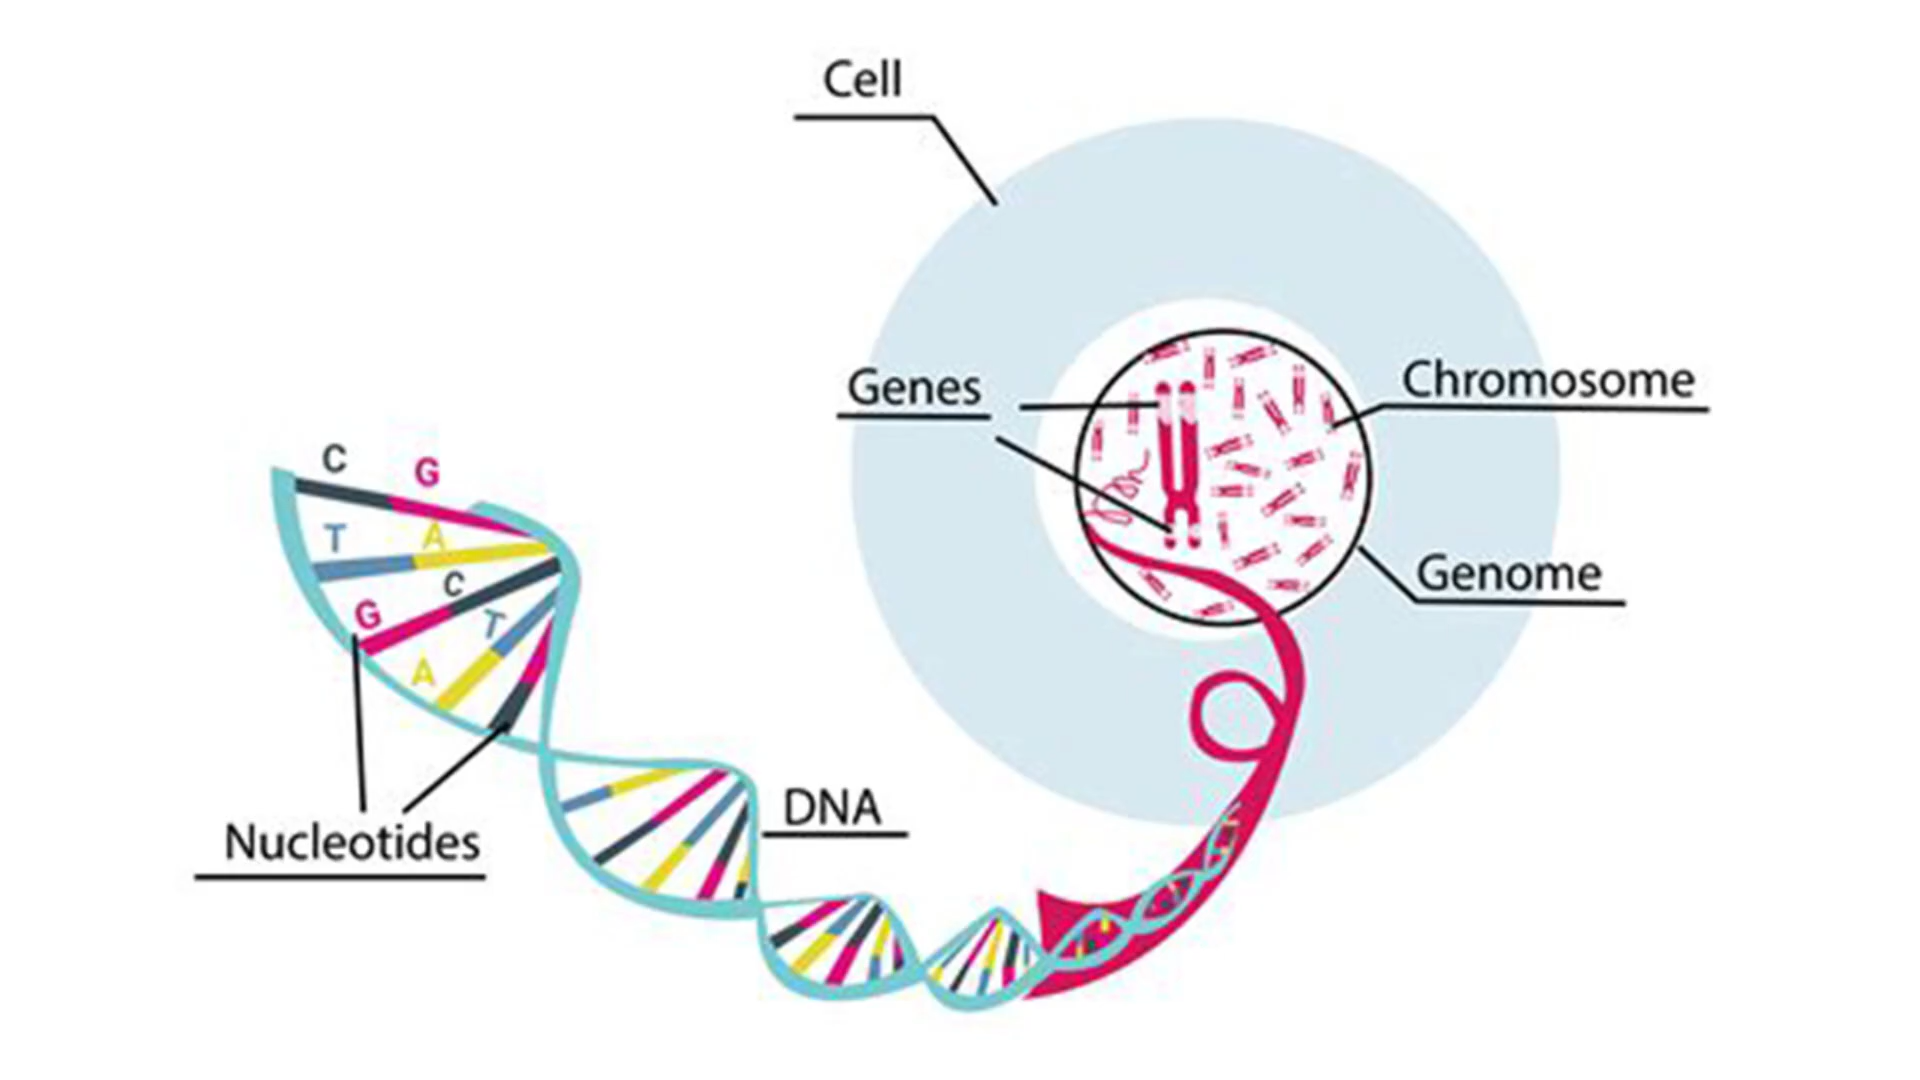 Cell
Genes
Chromosome
C G
T A
C
G
T
A
Genome
DNA
Nucleotides